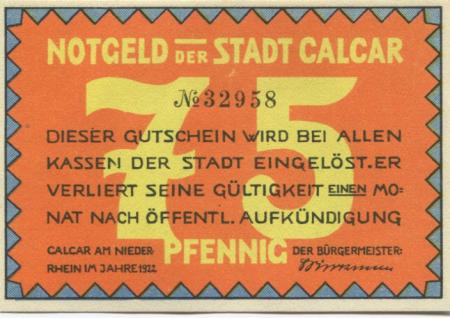 NOTGELD DER STADT CALCAR
75
№32958
DIESER GUTSCHEIN WIRD BEI ALLEN
KASSEN DER STADT EINGELÖST. ER
VERLIERT SEINE GÜLTIGKEIT EINEN MO=
NAT NACH ÖFFENTL. AUFKÜNDIGUNG
PFENNIG
CALCAR AM NIEDER-
RHEIN IM JAHRE 1922
DER BÜRGERMEISTER: